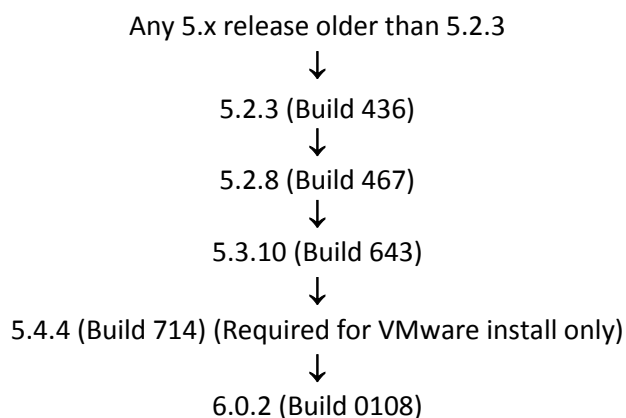 Any 5.x release older than 5.2.3
↓
5.2.3 (Build 436)
↓
5.2.8 (Build 467)
↓
5.3.10 (Build 643)
↓
5.4.4 (Build 714) (Required for VMware install only)
↓
6.0.2 (Build 0108)